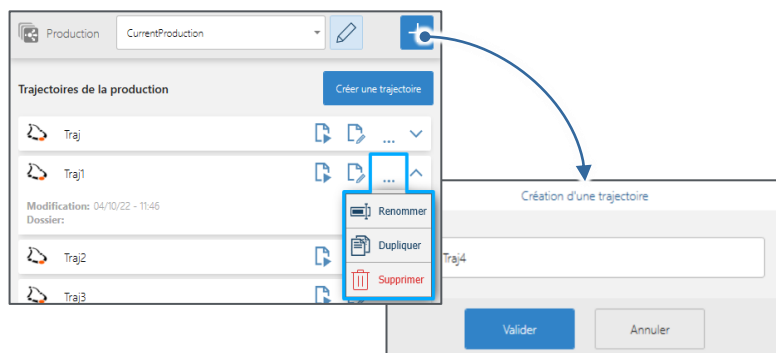 Production
CurrentProduction
Trajectoires de la production
Créer une trajectoire
Traj
...
Traj1
...
Modification: 04/10/22 - 11:46
Dossier:
Renommer
Dupliquer
Supprimer
Traj2
Traj3
Création d'une trajectoire
Traj4
Valider
Annuler